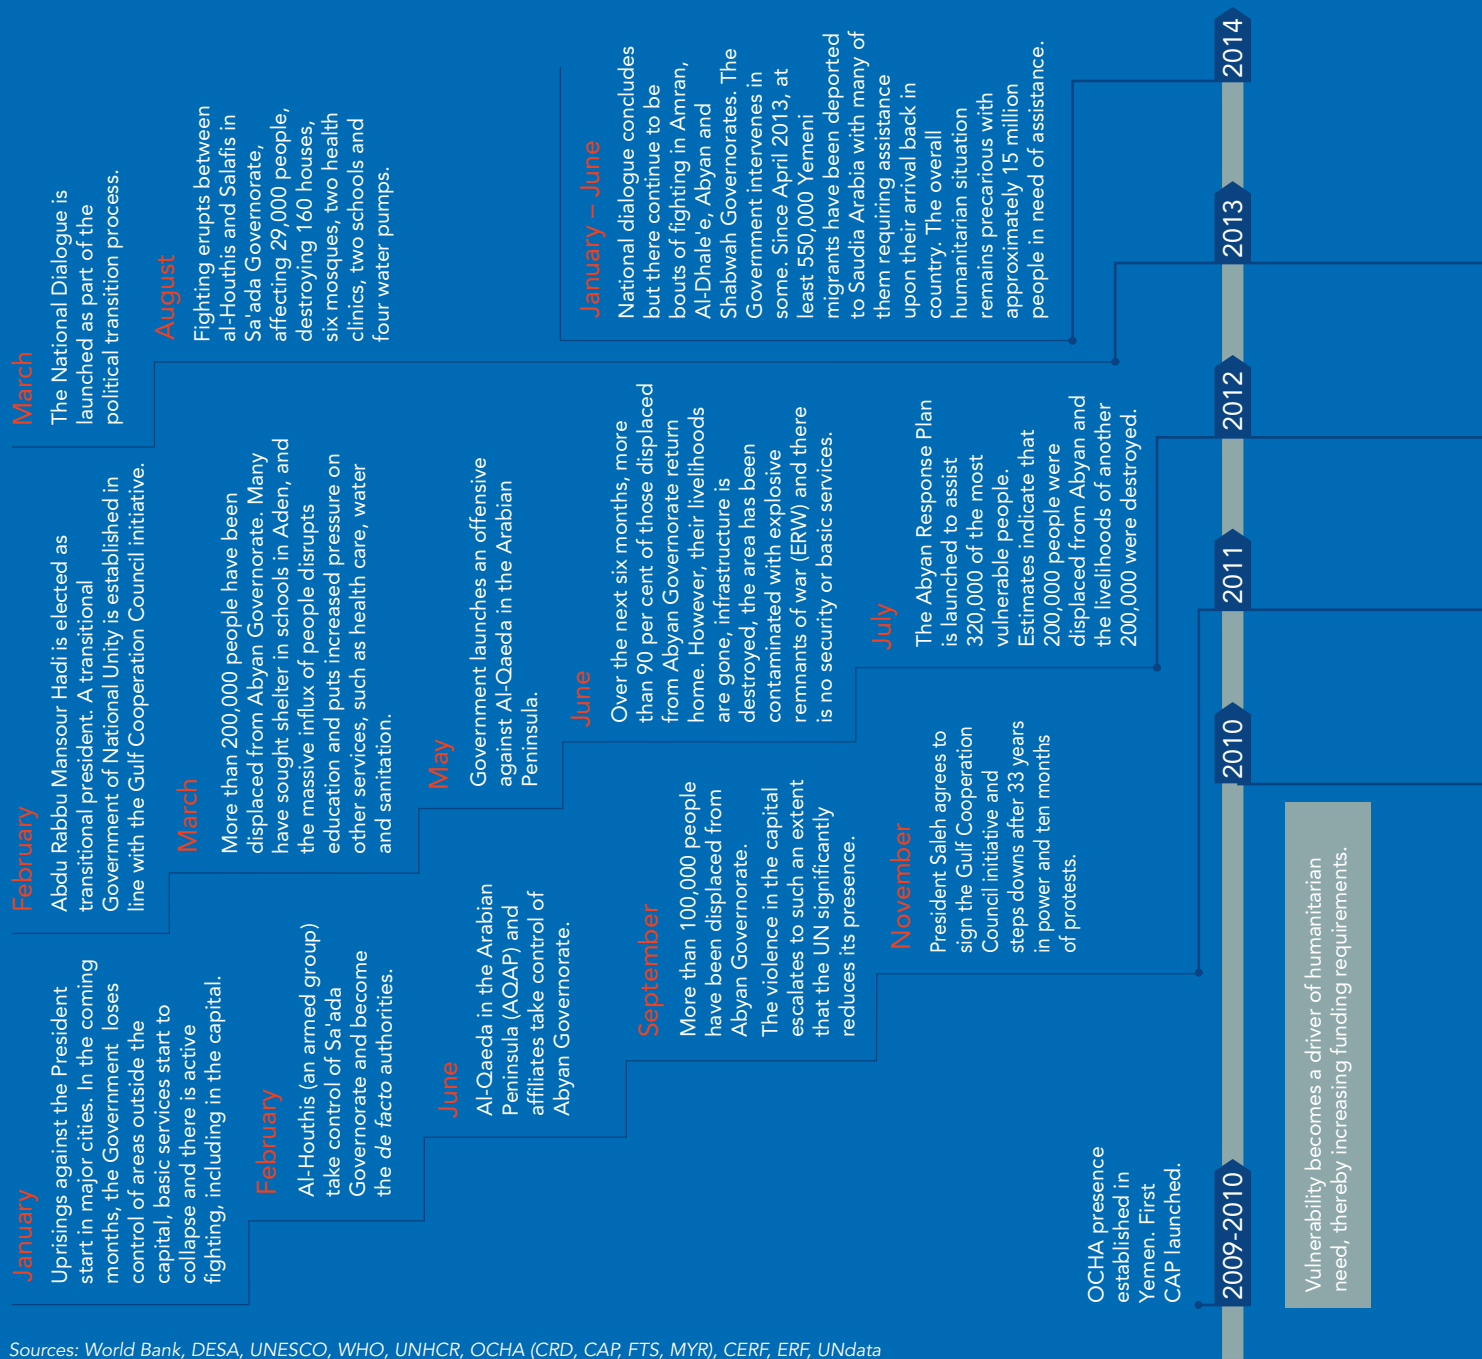 January
Uprisings against the President
start in major cities. In the coming
months, the Government loses
control of areas outside the
capital, basic services start to
collapse and there is active
fighting, including in the capital.
February
Al-Houthis (an armed group)
take control of Sa'ada
Governorate and become
the de facto authorities.
June
Al-Qaeda in the Arabian
Peninsula (AQAP) and
affiliates take control of
Abyan Governorate.
September
More than 100,000 people
have been displaced from
Abyan Governorate.
The violence in the capital
escalates to such an extent
that the UN significantly
reduces its presence.
November
President Saleh agrees to
sign the Gulf Cooperation
Council initiative and
steps downs after 33 years
in power and ten months
of protests.
February
Abdu Rabbu Mansour Hadi is elected as
transitional president. A transitional
Government of National Unity is established in
line with the Gulf Cooperation Council initiative.
March
More than 200,000 people have been
displaced from Abyan Governorate. Many
have sought shelter in schools in Aden, and
the massive influx of people disrupts
education and puts increased pressure on
other services, such as health care, water
and sanitation.
May
Government launches an offensive
against Al-Qaeda in the Arabian
Peninsula.
June
Over the next six months, more
than 90 per cent of those displaced
from Abyan Governorate return
home. However, their livelihoods
are gone, infrastructure is
destroyed, the area has been
contaminated with explosive
remnants of war (ERW) and there
is no security or basic services.
July
The Abyan Response Plan
is launched to assist
320,000 of the most
vulnerable people.
Estimates indicate that
200,000 people were
displaced from Abyan and
the livelihoods of another
200,000 were destroyed.
March
The National Dialogue is
launched as part of the
political transition process.
August
Fighting erupts between
al-Houthis and Salafis in
Sa'ada Governorate,
affecting 29,000 people,
destroying 160 houses,
six mosques, two health
clinics, two schools and
four water pumps.
January – June
National dialogue concludes
but there continue to be
bouts of fighting in Amran,
Al-Dhale'e, Abyan and
Shabwah Governorates. The
Government intervenes in
some. Since April 2013, at
least 550,000 Yemeni
migrants have been deported
to Saudia Arabia with many of
them requiring assistance
upon their arrival back in
country. The overall
humanitarian situation
remains precarious with
approximately 15 million
people in need of assistance.
OCHA presence
established in
Yemen. First
CAP launched.
2009-2010
2010
2011
2012
2013
2014
Vulnerability becomes a driver of humanitarian
need, thereby increasing funding requirements.
Sources: World Bank, DESA, UNESCO, WHO, UNHCR, OCHA (CRD, CAP, FTS, MYR), CERF, ERF, UNdata